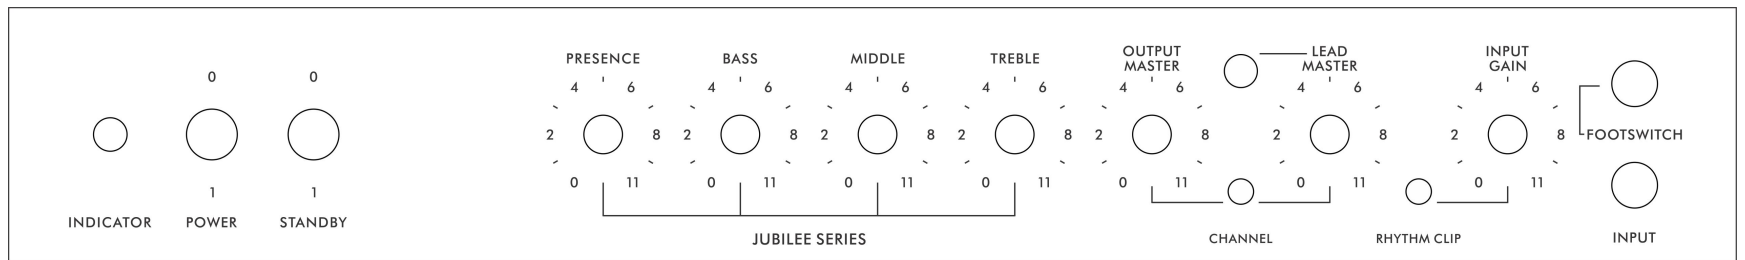 PRESENCE
BASS
MIDDLE
TREBLE
OUTPUT
MASTER
LEAD
MASTER
INPUT
GAIN
0
0
4 6
4 6
4 6
4 6
4 6
4 6
4 6
2 8
2 8
2 8
2 8
2 8
2 8
2 8
FOOTSWITCH
0 11
0 11
0 11
0 11
0 11
0 11
0 11
1
1
INDICATOR
POWER
STANDBY
JUBILEE SERIES
CHANNEL
RHYTHM CLIP
INPUT